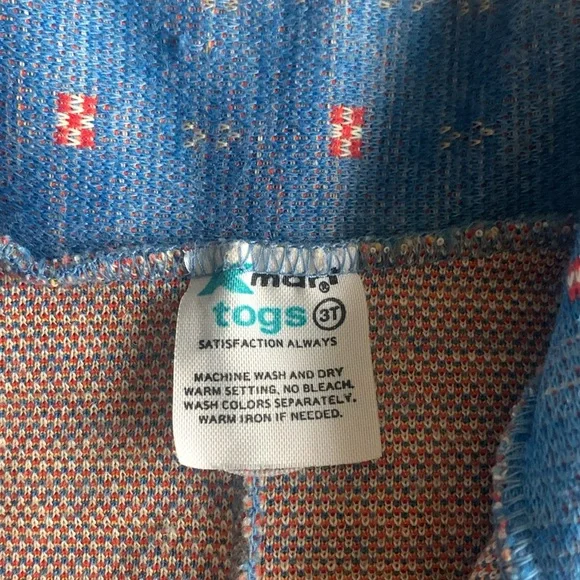 K mart®
togs 3T
SATISFACTION ALWAYS
MACHINE WASH AND DRY
WARM SETTING, NO BLEACH.
WASH COLORS SEPARATELY.
WARM IRON IF NEEDED.